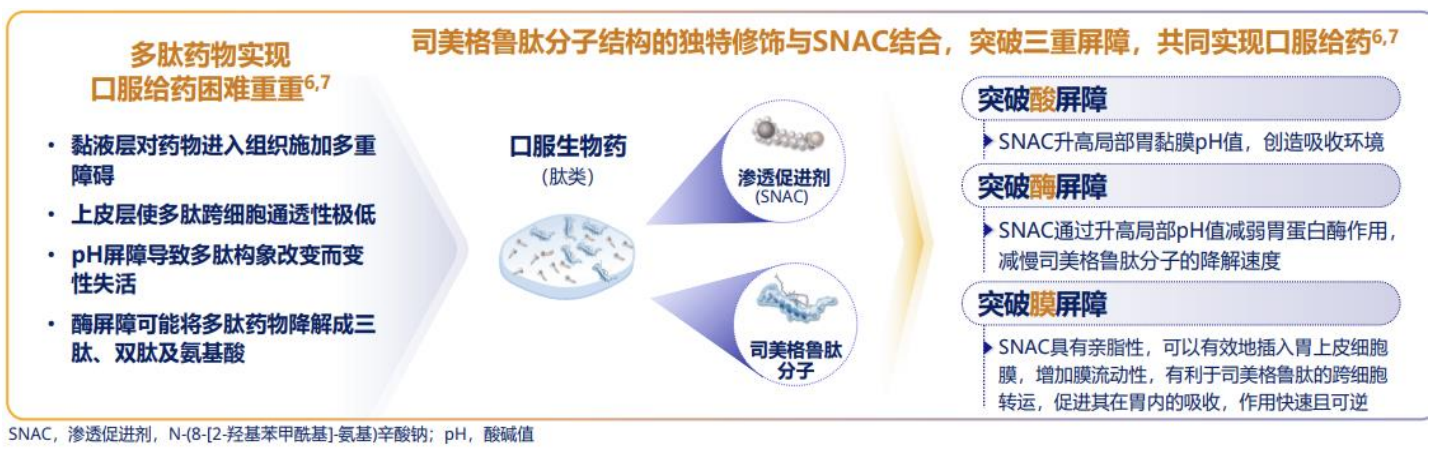 多肽药物实现
口服给药困难重重6,7
• 黏液层对药物进入组织施加多重
障碍
• 上皮层使多肽跨细胞通透性极低
• pH屏障导致多肽构象改变而变
性失活
• 酶屏障可能将多肽药物降解成三
肽、双肽及氨基酸
司美格鲁肽分子结构的独特修饰与SNAC结合，突破三重屏障，共同实现口服给药6,7
口服生物药
（肽类）
渗透促进剂
(SNAC)
司美格鲁肽
分子
突破酸屏障
SNAC升高局部胃黏膜pH值，创造吸收环境
突破酶屏障
SNAC通过升高局部pH值减弱胃蛋白酶作用，
减慢司美格鲁肽分子的降解速度
突破膜屏障
SNAC具有亲脂性，可以有效地插入胃上皮细胞
膜，增加膜流动性，有利于司美格鲁肽的跨细胞
转运，促进其在胃内的吸收，作用快速且可逆
SNAC，渗透促进剂，N-(8-[2-羟基苯甲酰基]-氨基)辛酸钠；pH，酸碱值